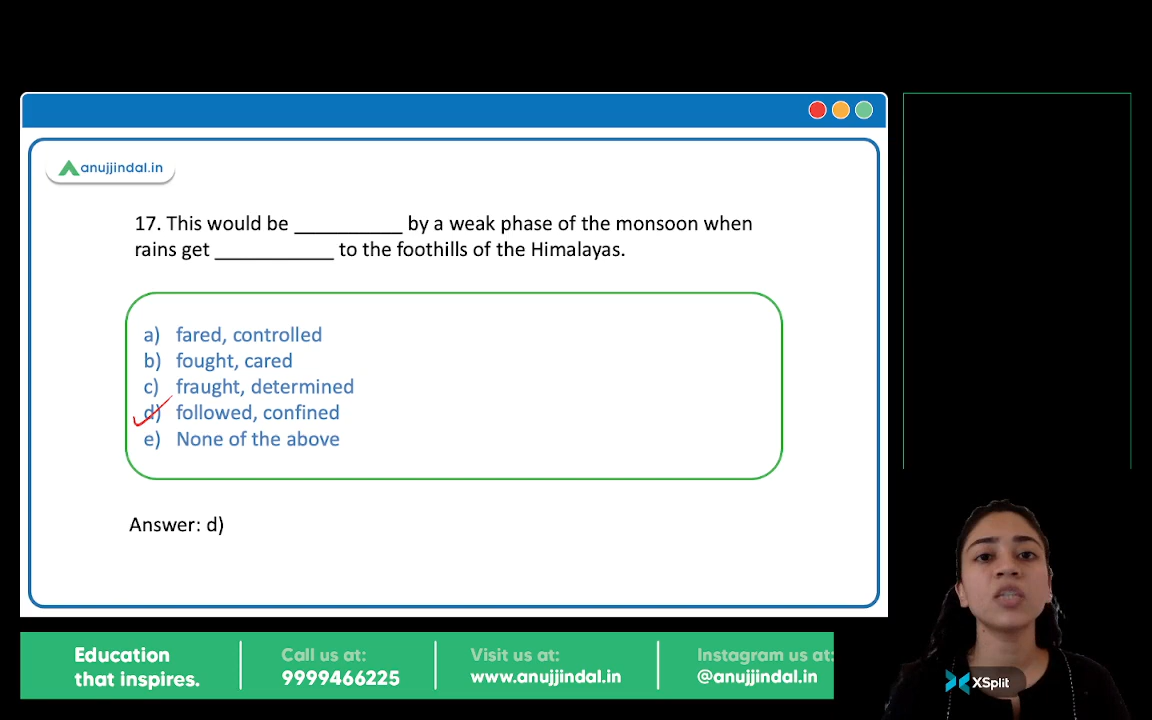 anujjindal.in
17. This would be __________ by a weak phase of the monsoon when
rains get ___________ to the foothills of the Himalayas.
a) fared, controlled
b) fought, cared
c) fraught, determined
d) followed, confined
e) None of the above
Answer: d)
Education
that inspires.
Call us at:
9999466225
Visit us at:
www.anujjindal.in
Instagram us at:
@anujjindal.in
XSplit